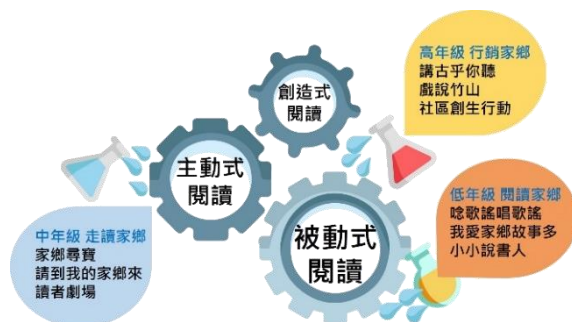 高年級 行銷家鄉
講古乎你聽
戲說竹山
社區創生行動
創造式
閱讀
主動式
閱讀
被動式
閱讀
低年級 閱讀家鄉
唸歌謠唱歌謠
我愛家鄉故事多
小小說書人
中年級 走讀家鄉
家鄉尋寶
請到我的家鄉來
讀者劇場